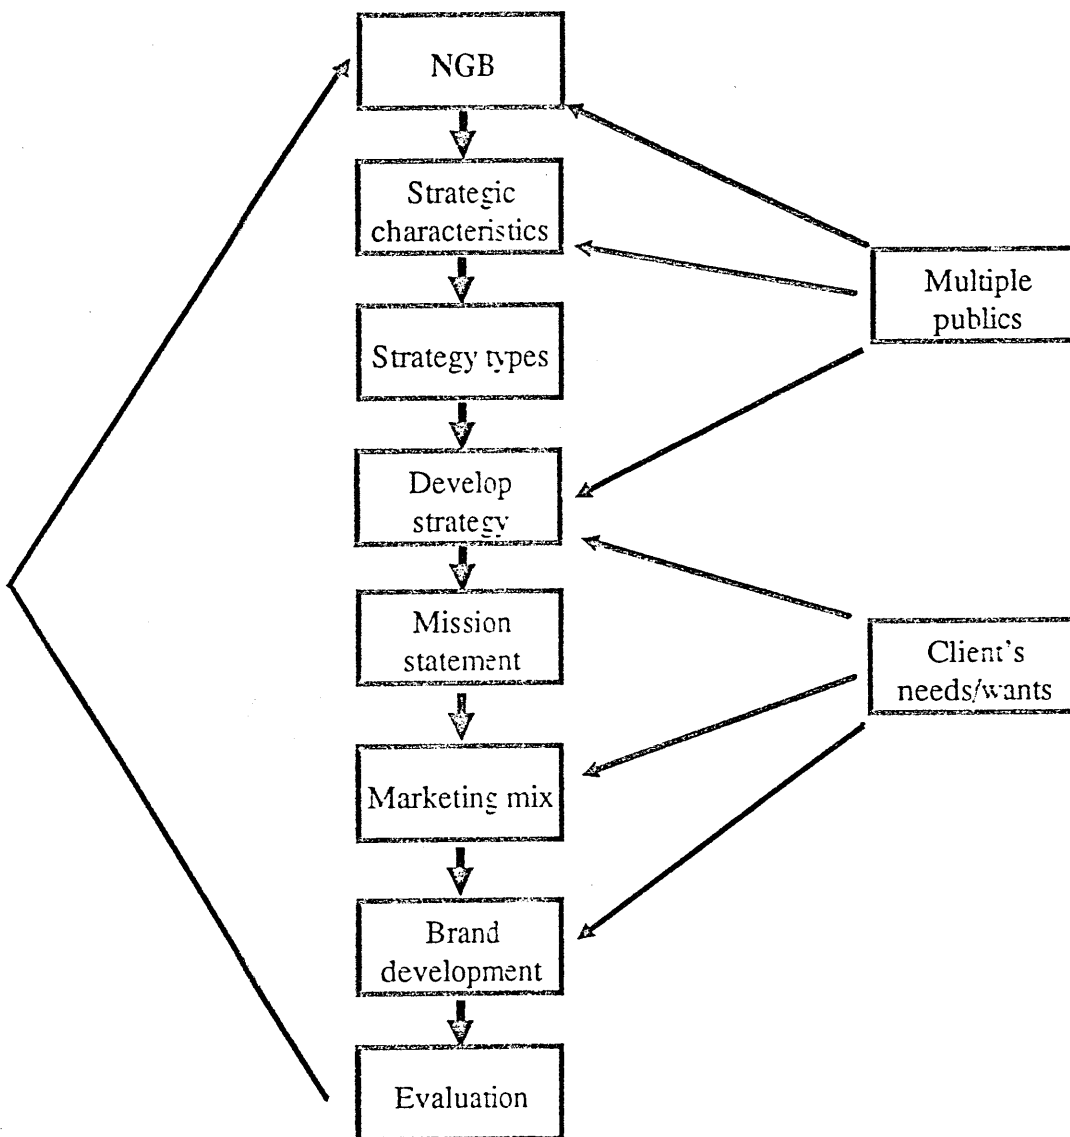 NGB
Strategic
characteristics
Multiple
publics
Strategy types
Develop
strategy
Mission
statement
Client's
needs/wants
Marketing mix
Brand
development
Evaluation